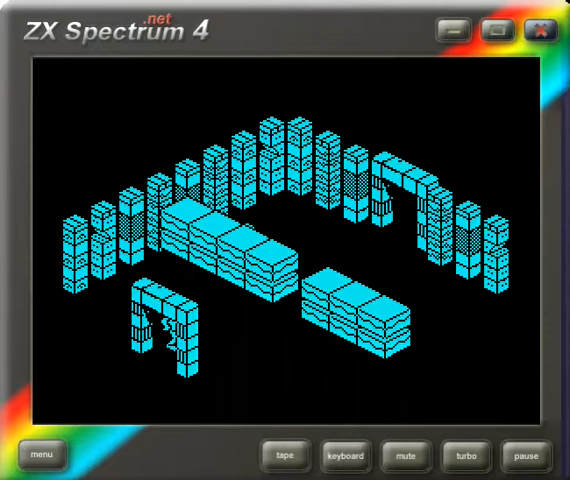 .net
ZX Spectrum 4
menu
tape
keyboard
mute
turbo
pause